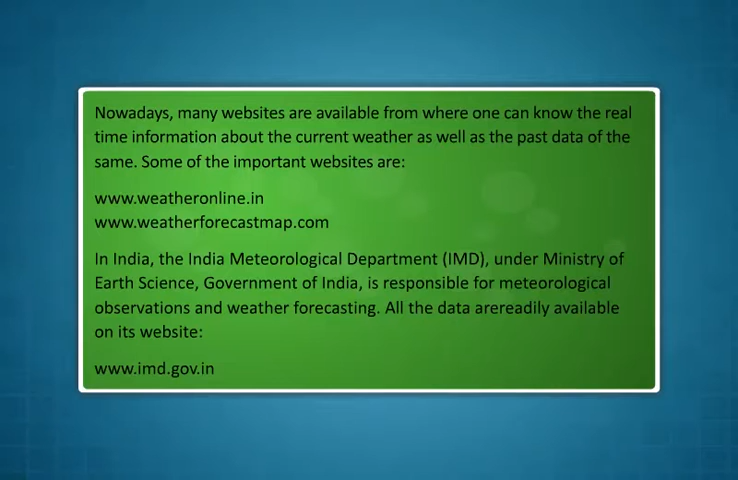 Nowadays, many websites are available from where one can know the real
time information about the current weather as well as the past data of the
same. Some of the important websites are:
www.weatheronline.in
www.weatherforecastmap.com
In India, the India Meteorological Department (IMD), under Ministry of
Earth Science, Government of India, is responsible for meteorological
observations and weather forecasting. All the data arereadily available
on its website:
www.imd.gov.in